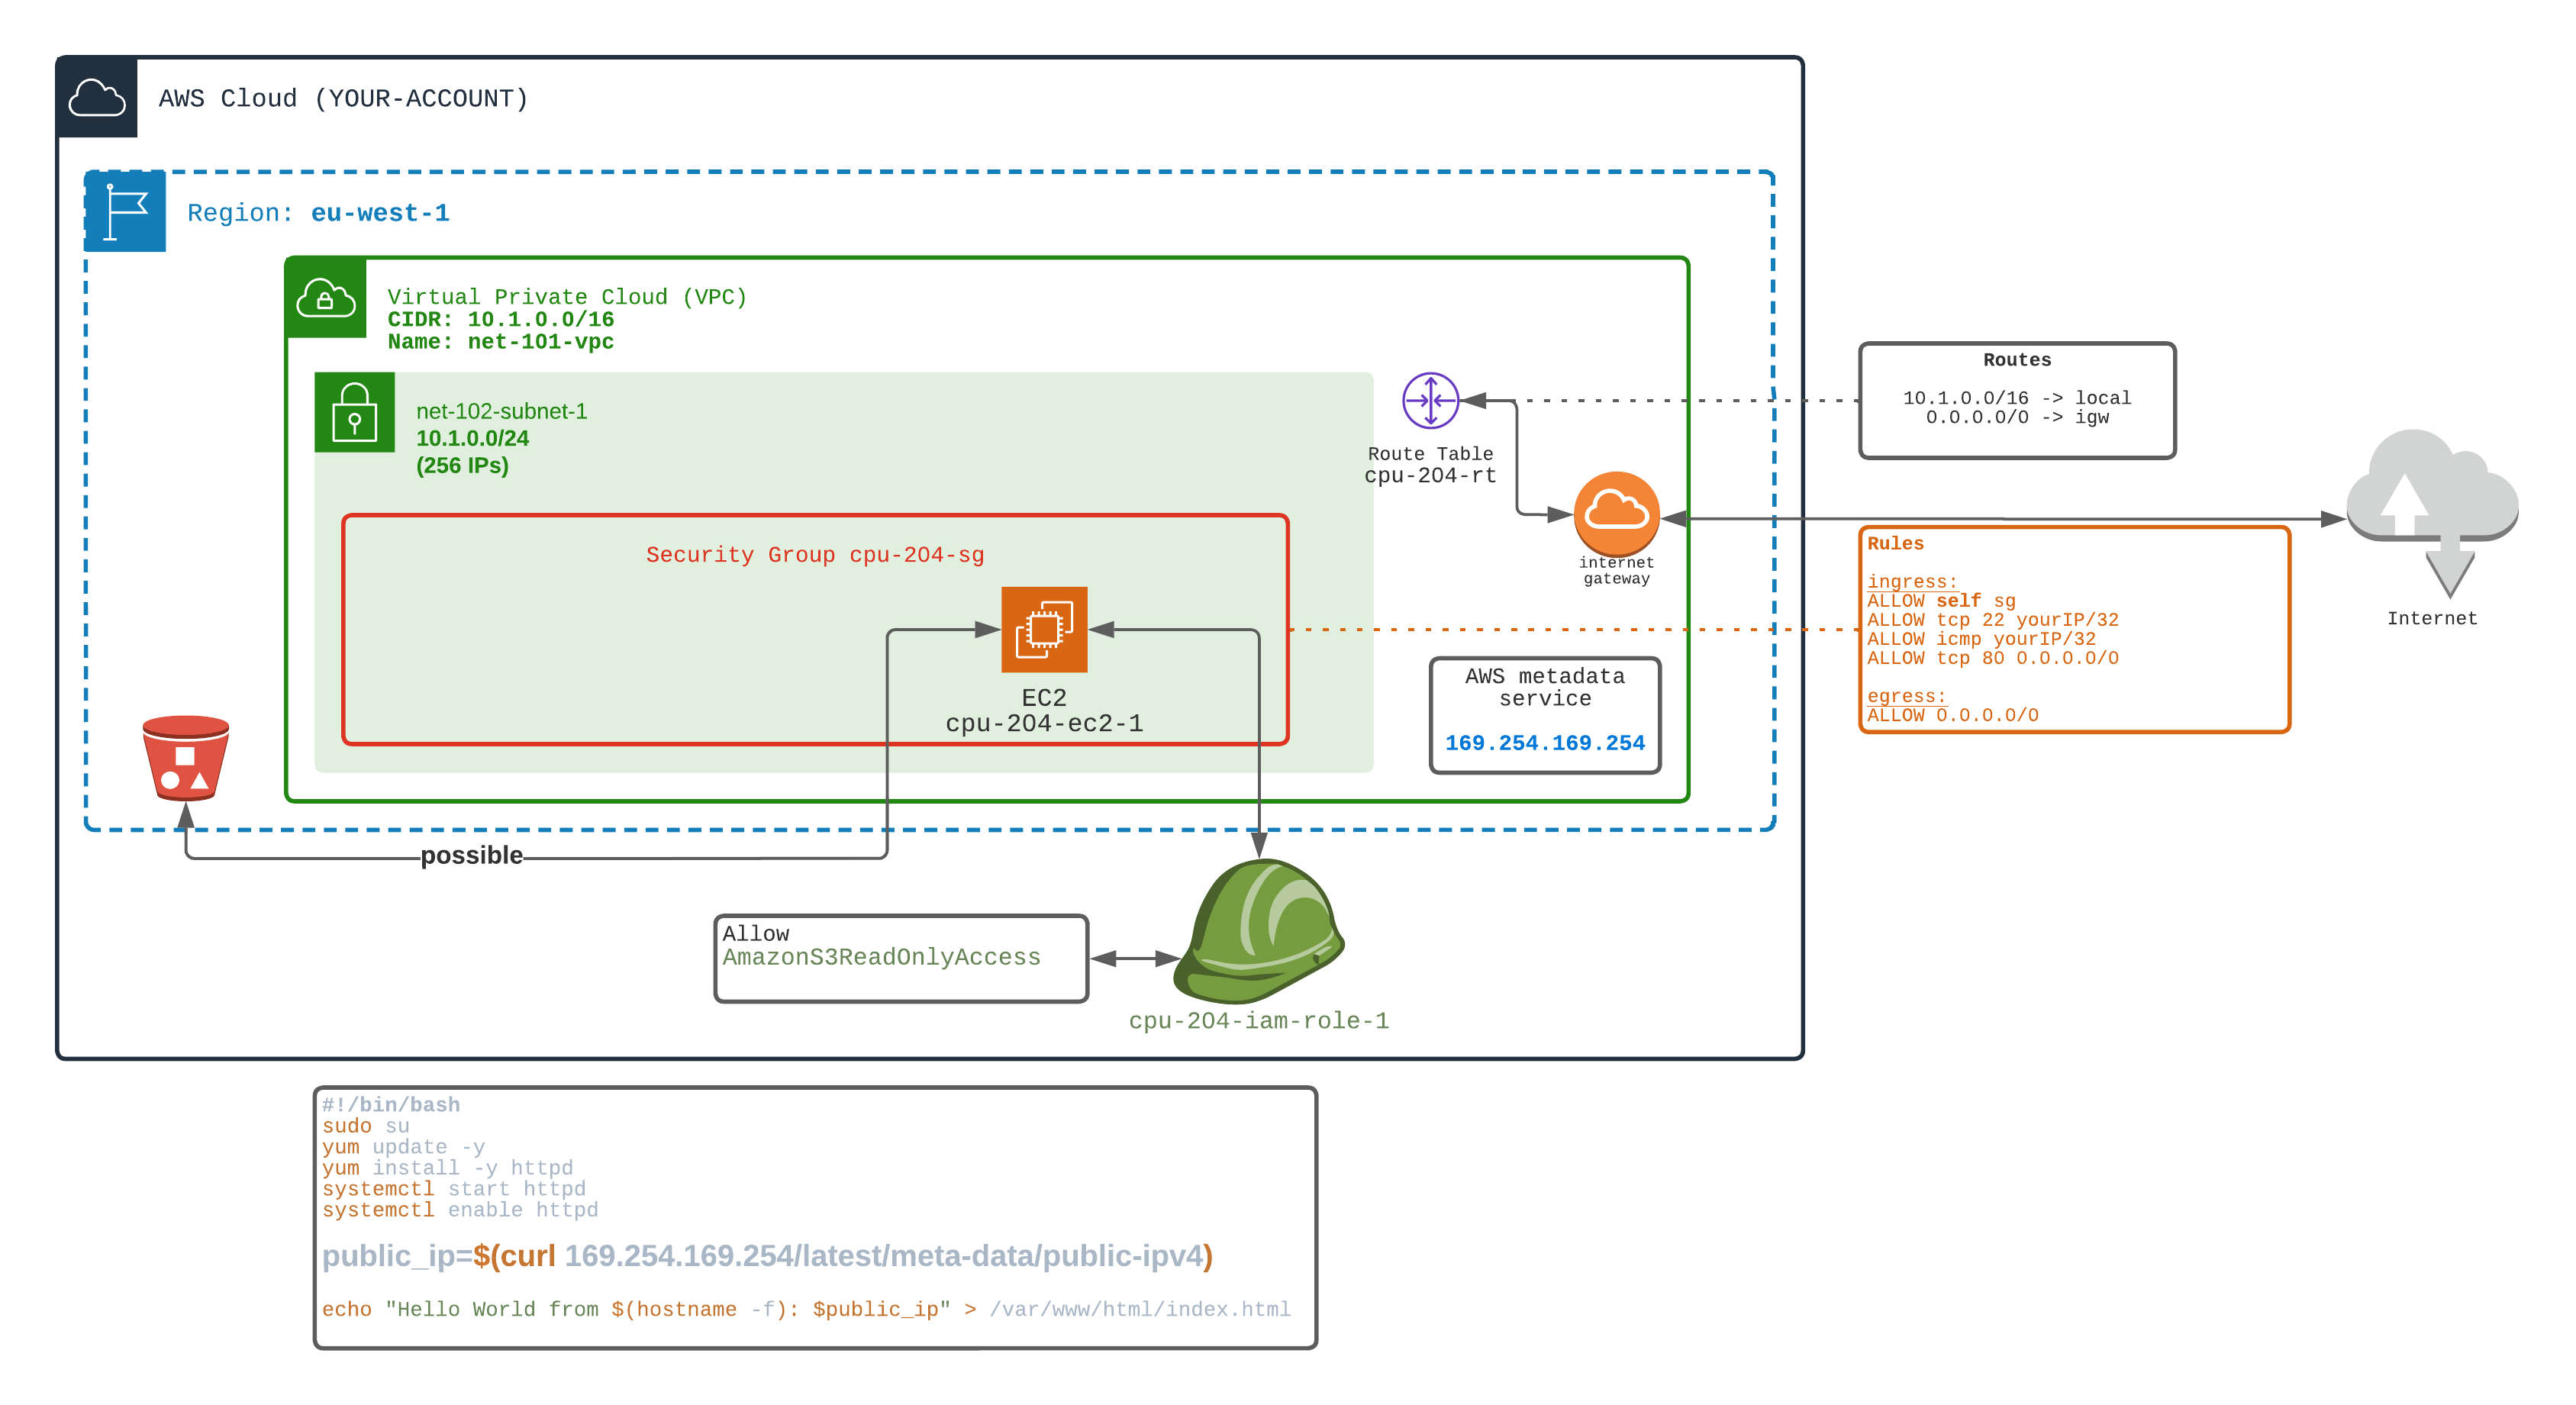 AWS Cloud (YOUR-ACCOUNT)
Region: eu-west-1
Virtual Private Cloud (VPC)
CIDR: 10.1.0.0/16
Name: net-101-vpc
net-102-subnet-1
10.1.0.0/24
(256 IPs)
Route Table
cpu-204-rt
Routes
10.1.0.0/16 -> local
0.0.0.0/0 -> igw
internet
gateway
Internet
Security Group cpu-204-sg
EC2
cpu-204-ec2-1
AWS metadata
service
169.254.169.254
Rules
ingress:
ALLOW self sg
ALLOW tcp 22 yourIP/32
ALLOW icmp yourIP/32
ALLOW tcp 80 0.0.0.0/0
egress:
ALLOW 0.0.0.0/0
possible
Allow
AmazonS3ReadOnlyAccess
cpu-204-iam-role-1
#!/bin/bash
sudo su
yum update -y
yum install -y httpd
systemctl start httpd
systemctl enable httpd
public_ip=$(curl 169.254.169.254/latest/meta-data/public-ipv4)
echo "Hello World from $(hostname -f): $public_ip" > /var/www/html/index.html